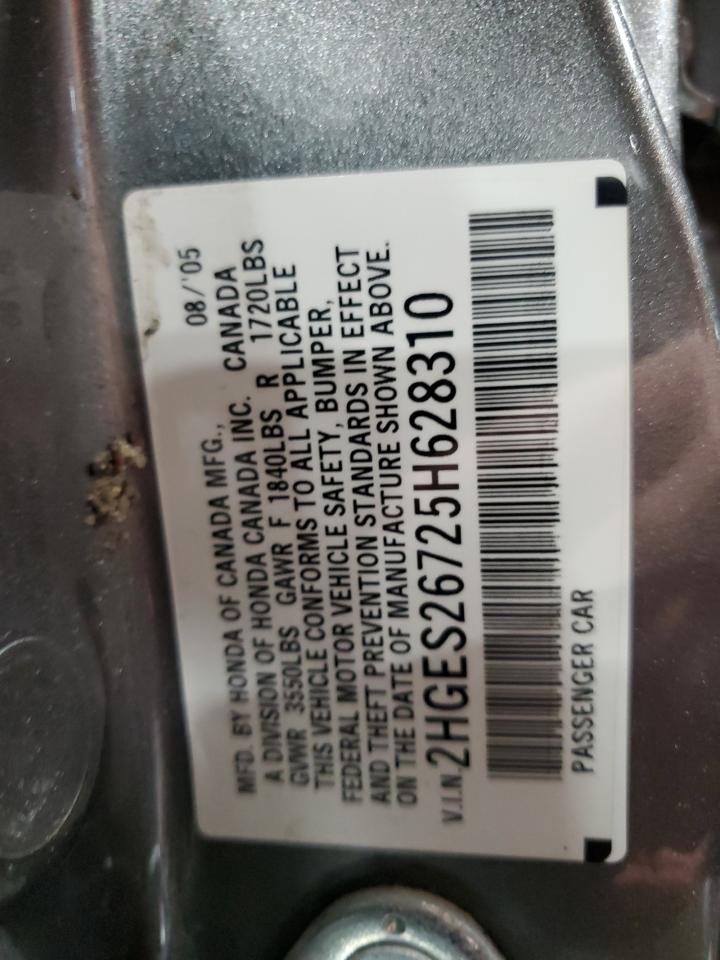 MFD. BY HONDA OF CANADA MFG., 08/'05
A DIVISION OF HONDA CANADA INC. CANADA
GVWR 3550LBS GAWR F 1840LBS R 1720LBS
THIS VEHICLE CONFORMS TO ALL APPLICABLE
FEDERAL MOTOR VEHICLE SAFETY, BUMPER,
AND THEFT PREVENTION STANDARDS IN EFFECT
ON THE DATE OF MANUFACTURE SHOWN ABOVE.
V.I.N. 2HGES26725H628310
PASSENGER CAR